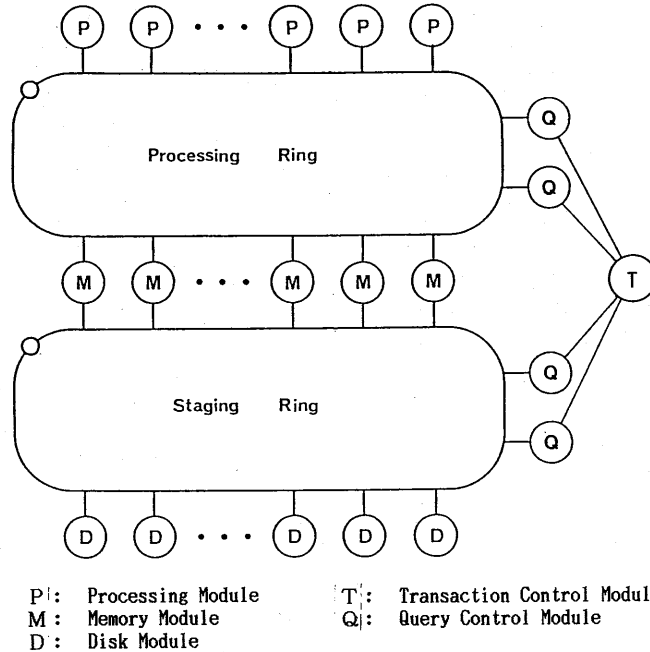 P P • • • P P P
Processing Ring
Q
Q
M M • • • M M M
T
Staging Ring
Q
Q
D D • • • D D D
P : Processing Module
T : Transaction Control Modul
M : Memory Module
Q : Query Control Module
D : Disk Module